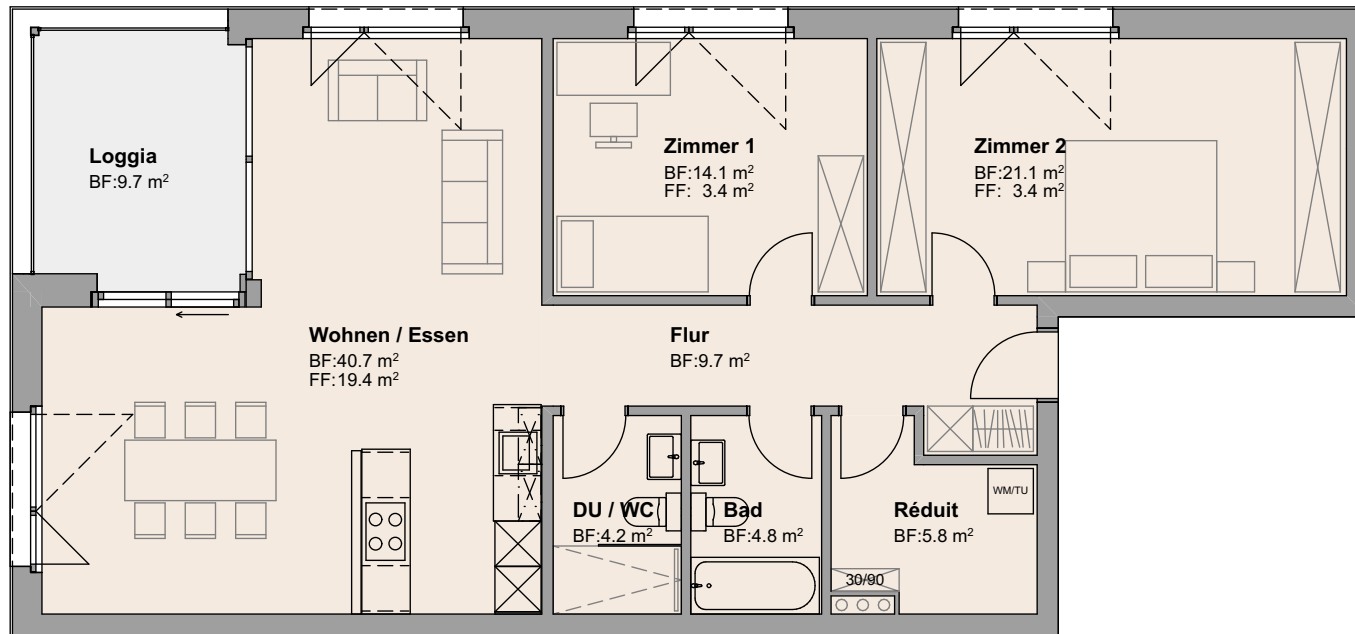 Loggia
BF:9.7 m²
Zimmer 1
BF:14.1 m²
FF: 3.4 m²
Zimmer 2
BF:21.1 m²
FF: 3.4 m²
Wohnen / Essen
BF:40.7 m²
FF:19.4 m²
Flur
BF:9.7 m²
DU / WC
BF:4.2 m²
Bad
BF:4.8 m²
Réduit
BF:5.8 m²
WM/TU
30/90